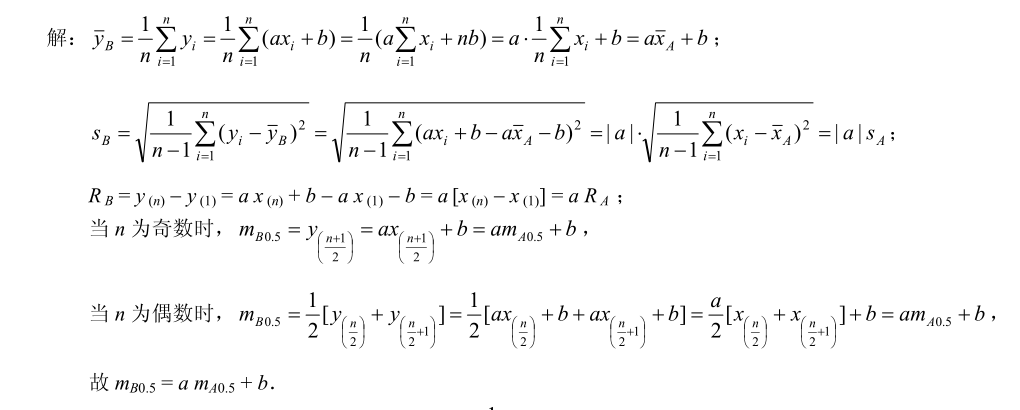 解： $\overline{y}_B = \frac{1}{n}\sum_{i=1}^{n} y_i = \frac{1}{n}\sum_{i=1}^{n}(ax_i + b) = \frac{1}{n}(a\sum_{i=1}^{n} x_i + nb) = a \cdot \frac{1}{n}\sum_{i=1}^{n} x_i + b = a\overline{x}_A + b$；
$s_B = \sqrt{\frac{1}{n-1}\sum_{i=1}^{n}(y_i - \overline{y}_B)^2} = \sqrt{\frac{1}{n-1}\sum_{i=1}^{n}(ax_i + b - a\overline{x}_A - b)^2} = |a| \cdot \sqrt{\frac{1}{n-1}\sum_{i=1}^{n}(x_i - \overline{x}_A)^2} = |a| s_A$；
$R_B = y_{(n)} - y_{(1)} = a x_{(n)} + b - a x_{(1)} - b = a [x_{(n)} - x_{(1)}] = a R_A$；
当 n 为奇数时， $m_{B0.5} = y_{\left(\frac{n+1}{2}\right)} = ax_{\left(\frac{n+1}{2}\right)} + b = am_{A0.5} + b$，
当 n 为偶数时， $m_{B0.5} = \frac{1}{2}[y_{\left(\frac{n}{2}\right)} + y_{\left(\frac{n}{2}+1\right)}] = \frac{1}{2}[ax_{\left(\frac{n}{2}\right)} + b + ax_{\left(\frac{n}{2}+1\right)} + b] = \frac{a}{2}[x_{\left(\frac{n}{2}\right)} + x_{\left(\frac{n}{2}+1\right)}] + b = am_{A0.5} + b$，
故 $m_{B0.5} = a m_{A0.5} + b$．
1